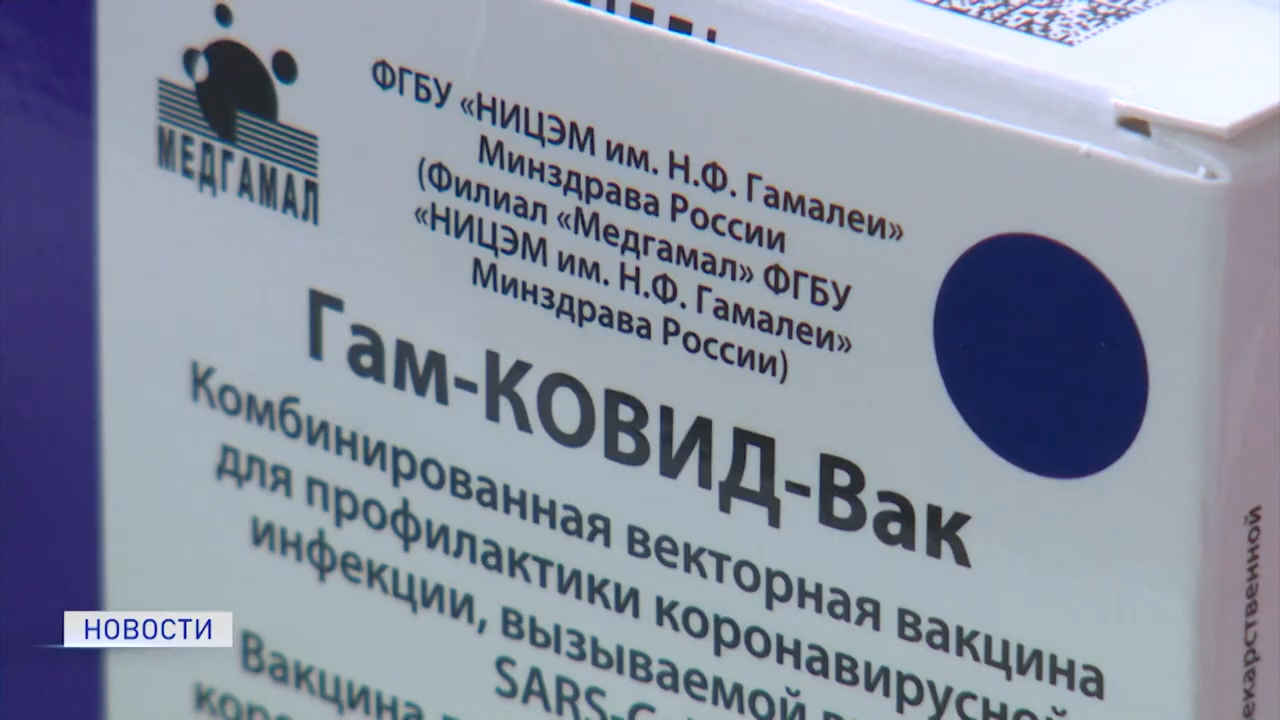 МЕДГАМАЛ
ФГБУ «НИЦЭМ им. Н.Ф. Гамалеи»
Минздрава России
(Филиал «Медгамал» ФГБУ
«НИЦЭМ им. Н.Ф. Гамалеи»
Минздрава России)
Гам-КОВИД-Вак
Комбинированная векторная вакцина
для профилактики коронавирусной
инфекции, вызываемой
SARS-C
Вакцина
НОВОСТИ